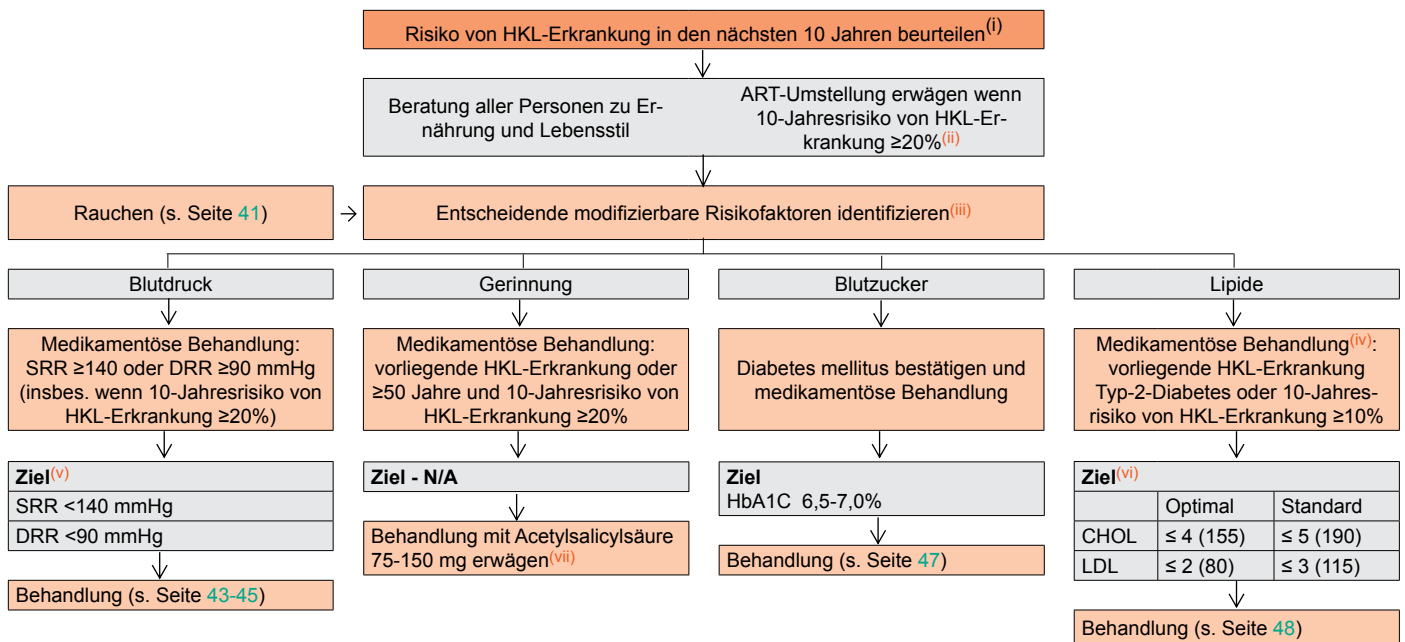 Risiko von HKL-Erkrankung in den nächsten 10 Jahren beurteilen(i)
Beratung aller Personen zu Er-
nährung und Lebensstil
ART-Umstellung erwägen wenn
10-Jahresrisiko von HKL-Er-
krankung ≥20%(ii)
Rauchen (s. Seite 41)
Entscheidende modifizierbare Risikofaktoren identifizieren(iii)
Blutdruck
Gerinnung
Blutzucker
Lipide
Medikamentöse Behandlung:
SRR ≥140 oder DRR ≥90 mmHg
(insbes. wenn 10-Jahresrisiko von
HKL-Erkrankung ≥20%)
Medikamentöse Behandlung:
vorliegende HKL-Erkrankung oder
≥50 Jahre und 10-Jahresrisiko von
HKL-Erkrankung ≥20%
Diabetes mellitus bestätigen und
medikamentöse Behandlung
Medikamentöse Behandlung(iv):
vorliegende HKL-Erkrankung
Typ-2-Diabetes oder 10-Jahres-
risiko von HKL-Erkrankung ≥10%
Ziel(v)
SRR <140 mmHg
DRR <90 mmHg
Behandlung (s. Seite 43-45)
Ziel - N/A
Behandlung mit Acetylsalicylsäure
75-150 mg erwägen(vii)
Ziel
HbA1C 6,5-7,0%
Behandlung (s. Seite 47)
Ziel(vi)
Optimal Standard
CHOL ≤ 4 (155) ≤ 5 (190)
LDL ≤ 2 (80) ≤ 3 (115)
Behandlung (s. Seite 48)